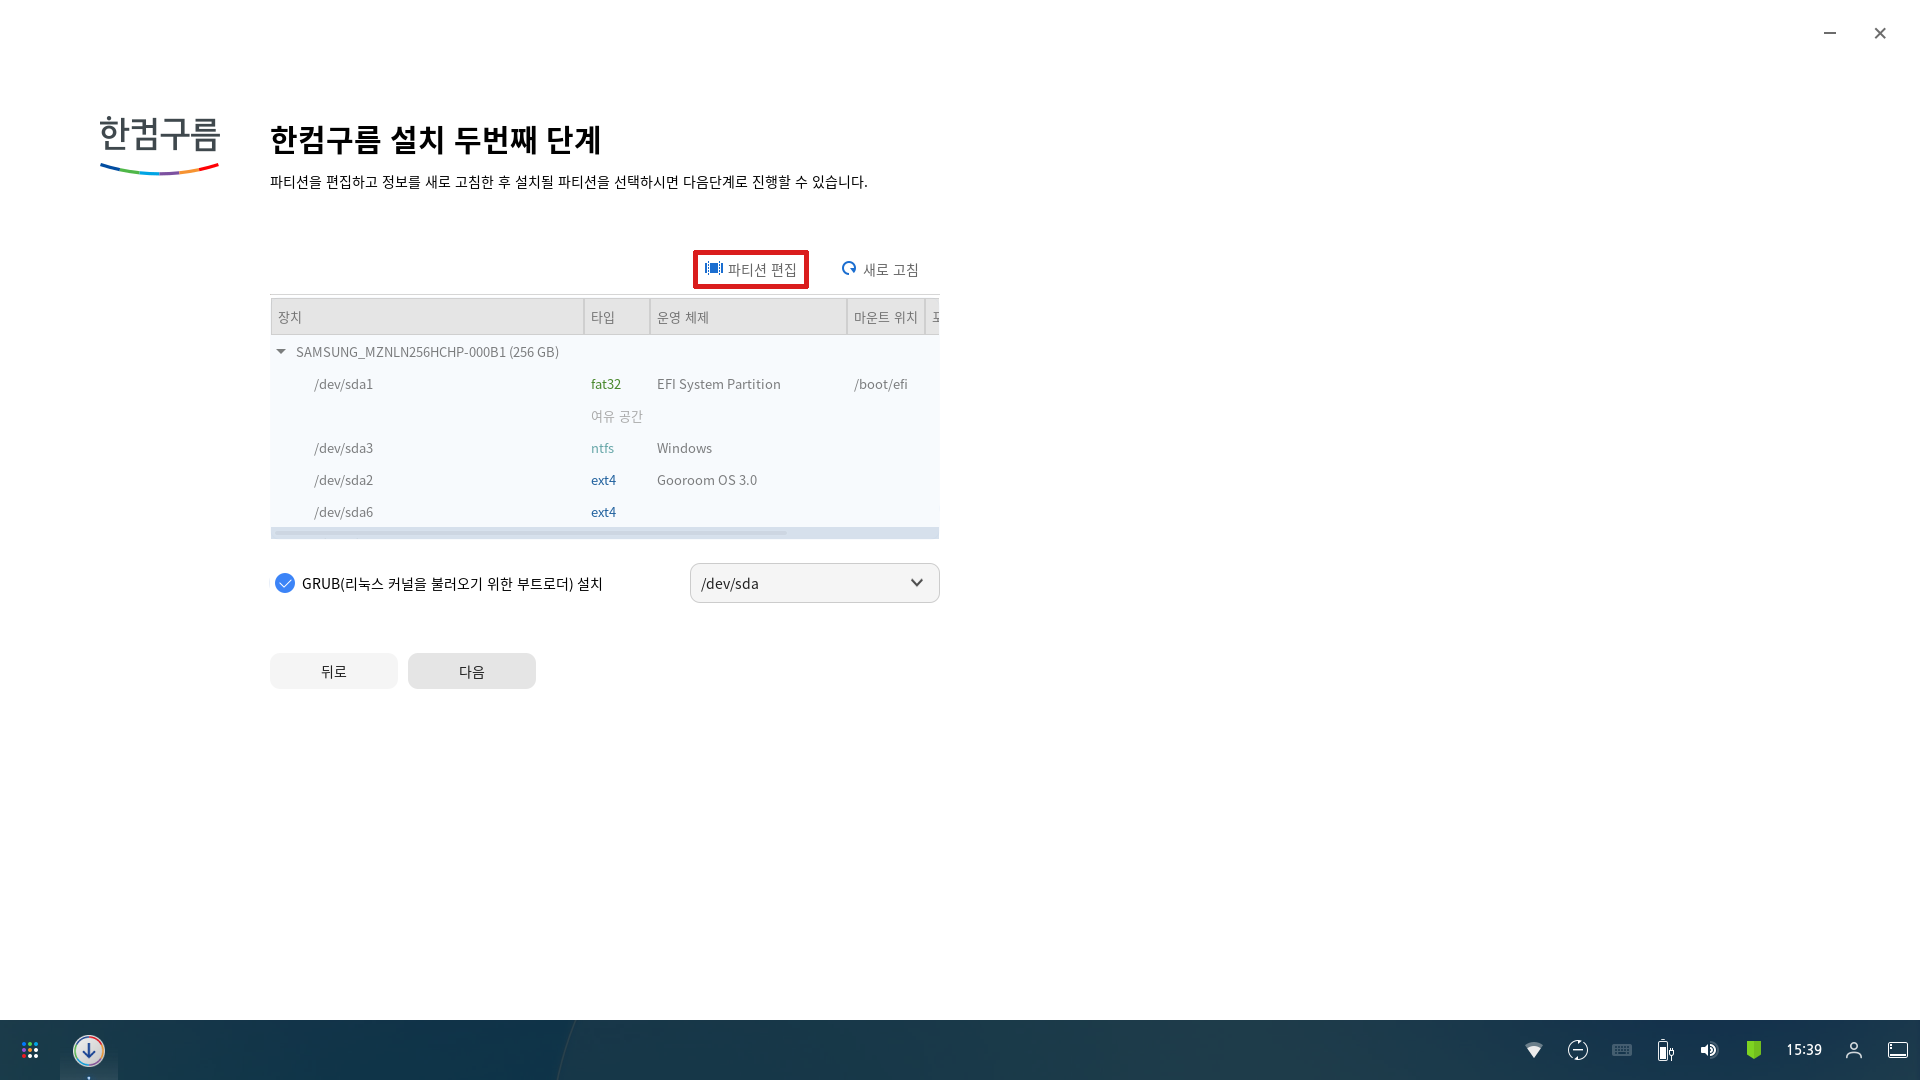 한컴구름
한컴구름 설치 두번째 단계
파티션을 편집하고 정보를 새로 고침한 후 설치될 파티션을 선택하시면 다음단계로 진행할 수 있습니다.
파티션 편집 새로 고침
장치 타입 운영 체제 마운트 위치
SAMSUNG_MZNLN256HCHP-000B1 (256 GB)
/dev/sda1 fat32 EFI System Partition /boot/efi
여유 공간
/dev/sda3 ntfs Windows
/dev/sda2 ext4 Gooroom OS 3.0
/dev/sda6 ext4
GRUB(리눅스 커널을 불러오기 위한 부트로더) 설치 /dev/sda
뒤로 다음
15:39